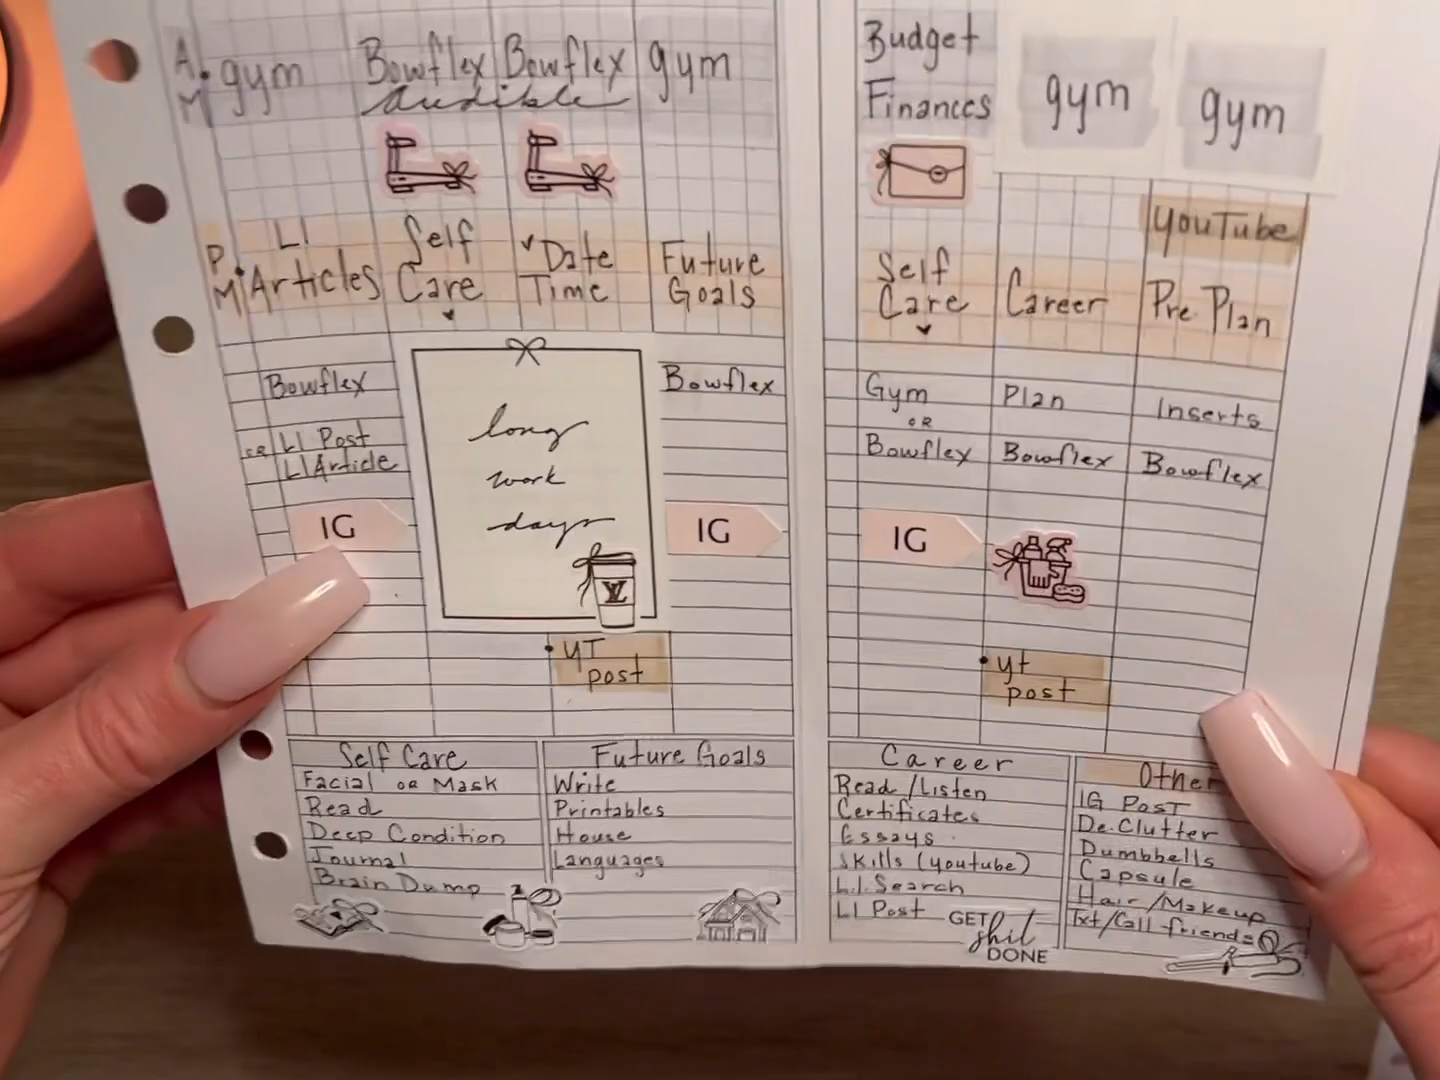 A.M
gym
Bowflex
Audible
Bowflex
gym
Budget
Finances
gym
gym
P.M
LI
Articles
Self
Care
Date
Time
Future
Goals
Self
Care
Career
YouTube
Pre Plan
Bowflex
OR LI Post
LI Article
IG
long
work
days
LV
YT
post
Bowflex
IG
Gym
OR
Bowflex
IG
Plan
Bowflex
yt
post
Inserts
Bowflex
Self Care
Facial or Mask
Read
Deep Condition
Journal
Brain Dump
Future Goals
Write
Printables
House
Languages
Career
Read/Listen
Certificates
Essays
Skills (youtube)
L.I. Search
LI Post
GET
shit
DONE
Other
IG Post
De.Clutter
Dumbbells
Capsule
Hair/Makeup
Txt/Call friends